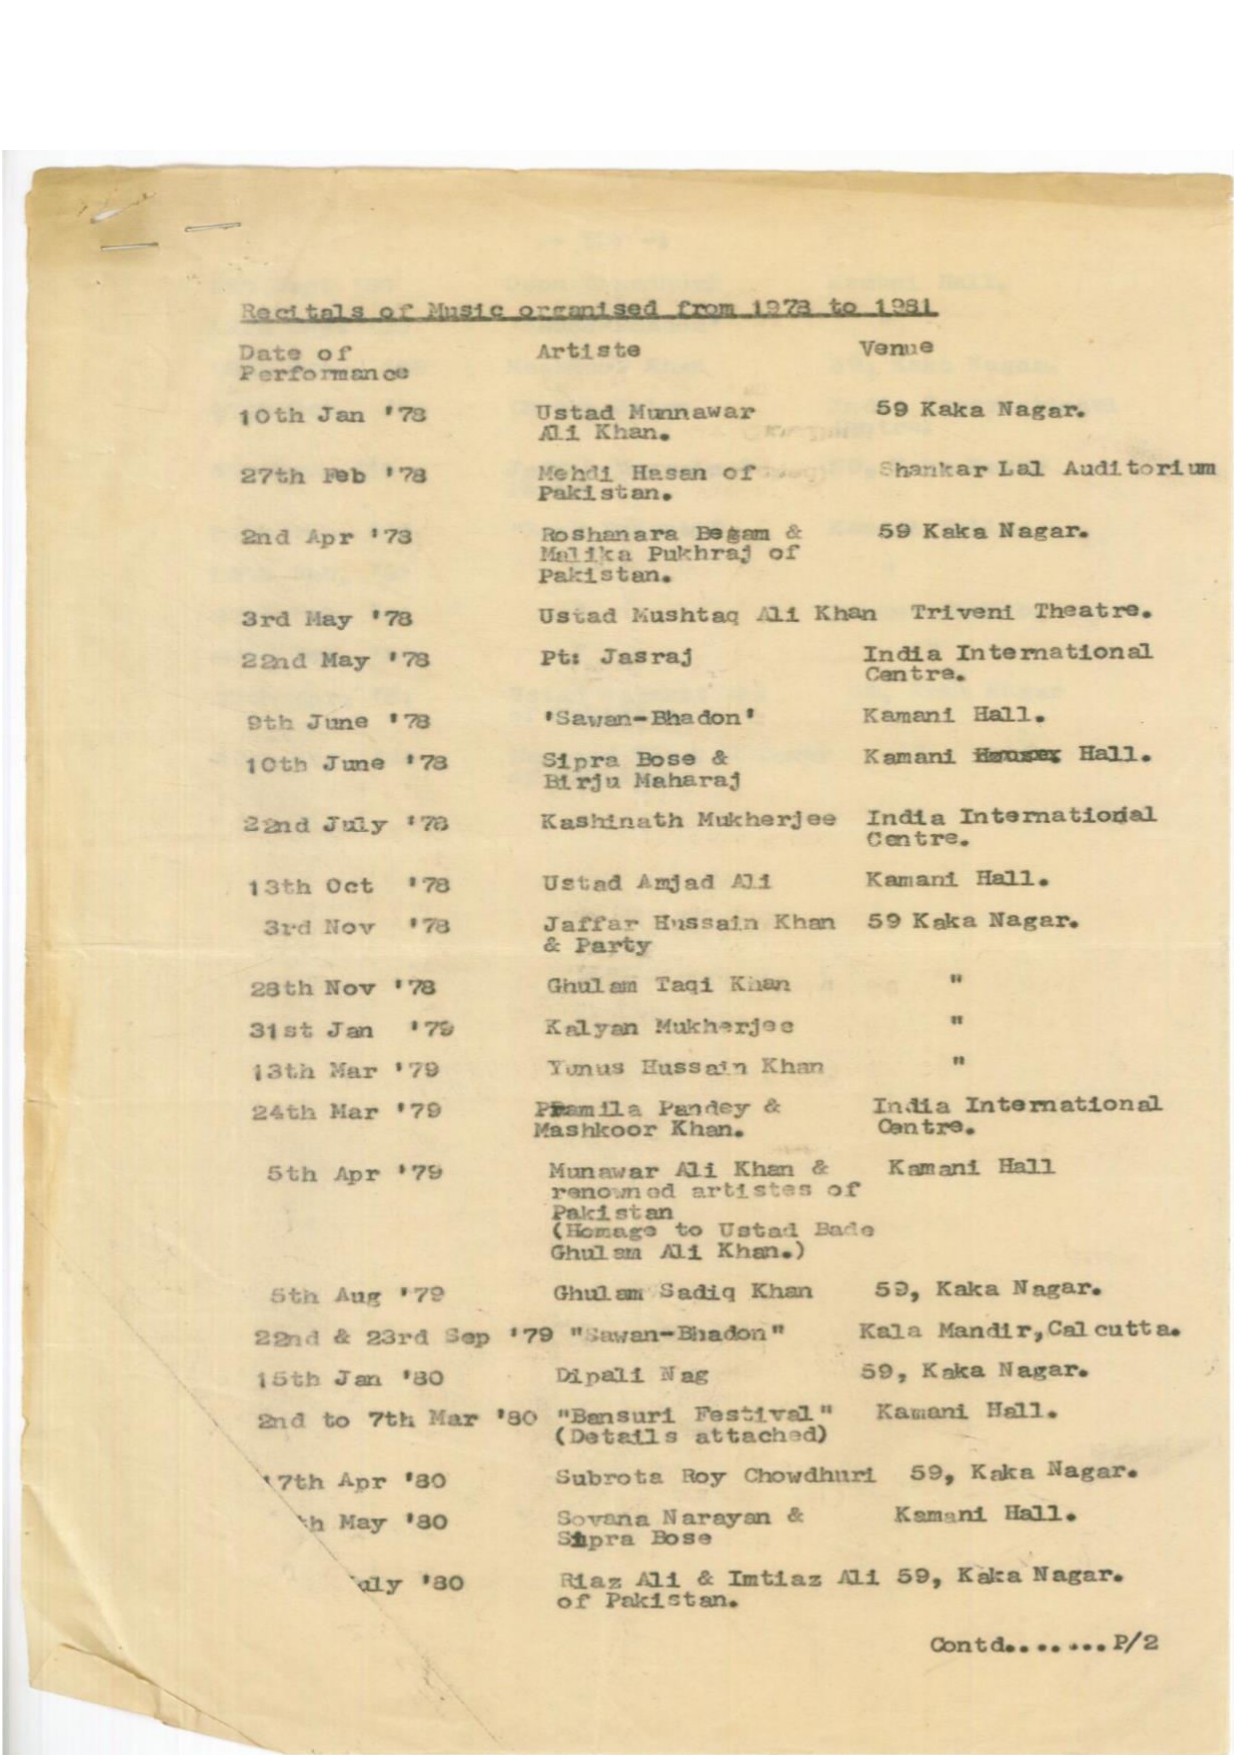 Recitals of Music organised from 1978 to 1981
Date of Performance Artiste Venue
10th Jan '78 Ustad Munnawar 59 Kaka Nagar.
Ali Khan.
27th Feb '78 Mehdi Hasan of Shankar Lal Auditorium
Pakistan.
2nd Apr '78 Roshanara Begam & 59 Kaka Nagar.
Malika Pukhraj of
Pakistan.
3rd May '78 Ustad Mushtaq Ali Khan Triveni Theatre.
22nd May '78 Pt: Jasraj India International
Centre.
9th June '78 'Sawan-Bhadon' Kamani Hall.
10th June '78 Sipra Bose & Kamani Hall.
Birju Maharaj
22nd July '78 Kashinath Mukherjee India International
Centre.
13th Oct '78 Ustad Amjad Ali Kamani Hall.
3rd Nov '78 Jaffar Hussain Khan 59 Kaka Nagar.
& Party
28th Nov '78 Ghulam Taqi Khan "
31st Jan '79 Kalyan Mukherjee "
13th Mar '79 Yunus Hussain Khan "
24th Mar '79 Pramila Pandey & India International
Mashkoor Khan. Centre.
5th Apr '79 Munawar Ali Khan & Kamani Hall
renowned artistes of
Pakistan
(Homage to Ustad Bade
Ghulam Ali Khan.)
5th Aug '79 Ghulam Sadiq Khan 59, Kaka Nagar.
22nd & 23rd Sep '79 "Sawan-Bhadon" Kala Mandir, Calcutta.
15th Jan '80 Dipali Nag 59, Kaka Nagar.
2nd to 7th Mar '80 "Bansuri Festival" Kamani Hall.
(Details attached)
7th Apr '80 Subrota Roy Chowdhuri 59, Kaka Nagar.
May '80 Sovana Narayan & Kamani Hall.
Sipra Bose
July '80 Riaz Ali & Imtiaz Ali 59, Kaka Nagar.
of Pakistan.
Contd.......P/2